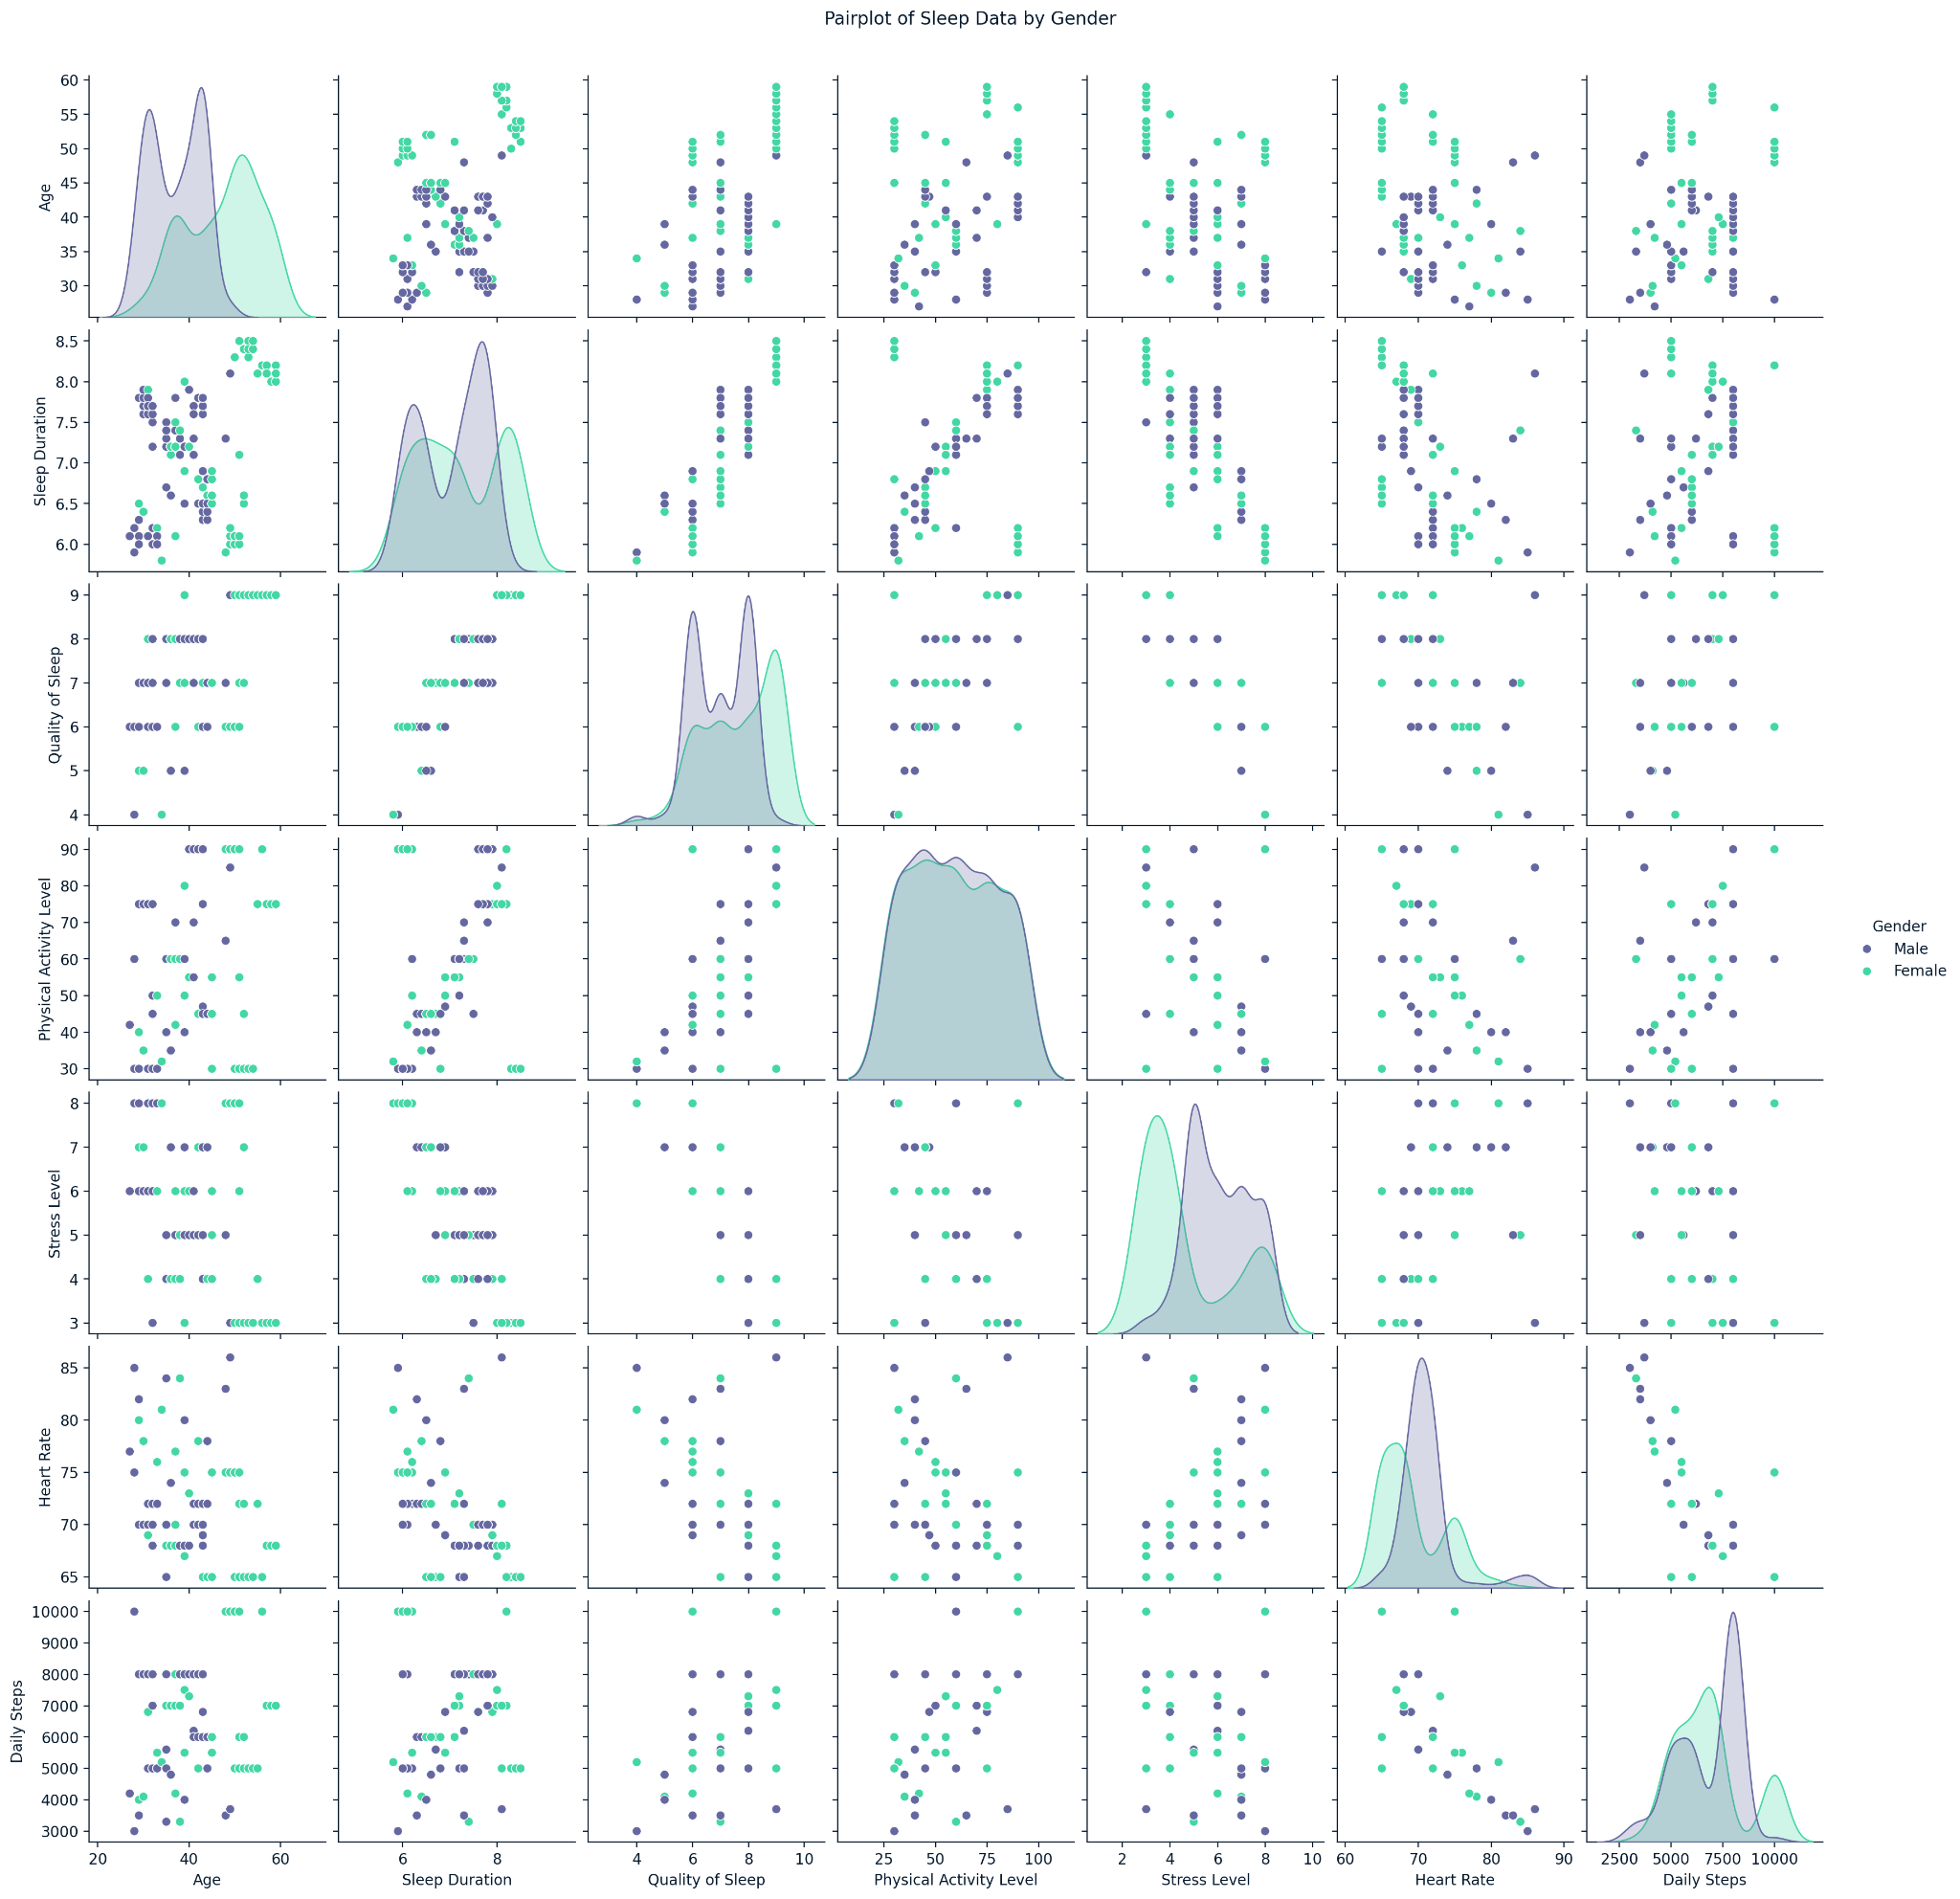 Pairplot of Sleep Data by Gender
60
55
50
45
40
35
30
Age
8.5
8.0
7.5
7.0
6.5
6.0
Sleep Duration
9
8
7
6
5
4
Quality of Sleep
90
80
70
60
50
40
30
Physical Activity Level
Gender
Male
Female
8
7
6
5
4
3
Stress Level
85
80
75
70
65
Heart Rate
10000
9000
8000
7000
6000
5000
4000
3000
Daily Steps
20 40 60
6 8
4 6 8 10
25 50 75 100
2 4 6 8 10
60 70 80 90
2500 5000 7500 10000
Age
Sleep Duration
Quality of Sleep
Physical Activity Level
Stress Level
Heart Rate
Daily Steps